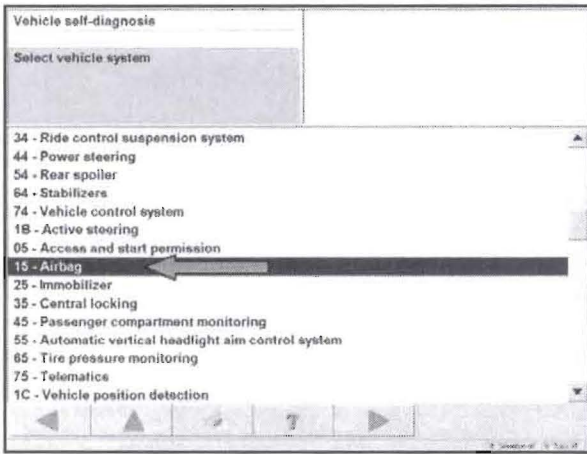 Vehicle self-diagnosis
Select vehicle system
34 - Ride control suspension system
44 - Power steering
54 - Rear spoiler
64 - Stabilizers
74 - Vehicle control system
1B - Active steering
05 - Access and start permission
15 - Airbag
25 - Immobilizer
35 - Central locking
45 - Passenger compartment monitoring
55 - Automatic vertical headlight aim control system
65 - Tire pressure monitoring
75 - Telematics
1C - Vehicle position detection
?